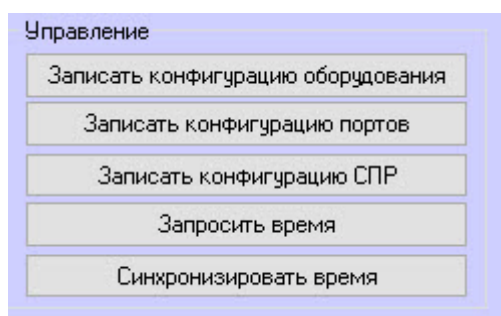 Управление
Записать конфигурацию оборудования
Записать конфигурацию портов
Записать конфигурацию СПР
Запросить время
Синхронизировать время